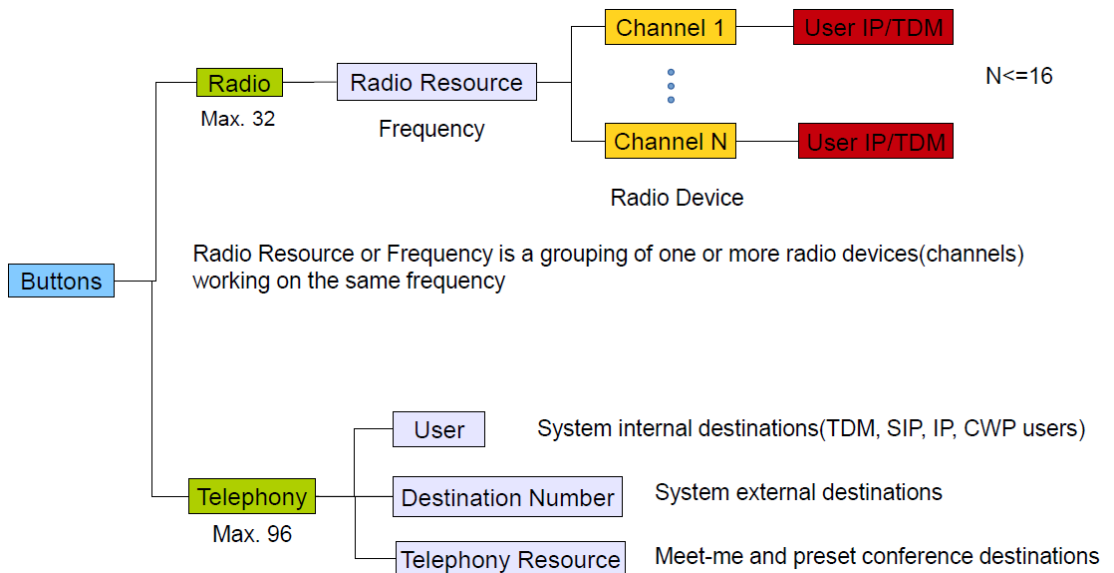 Channel 1
User IP/TDM
Radio
Radio Resource
N<=16
Max. 32
Frequency
Channel N
User IP/TDM
Radio Device
Radio Resource or Frequency is a grouping of one or more radio devices(channels)
working on the same frequency
Buttons
User
System internal destinations(TDM, SIP, IP, CWP users)
Telephony
Destination Number
System external destinations
Max. 96
Telephony Resource
Meet-me and preset conference destinations